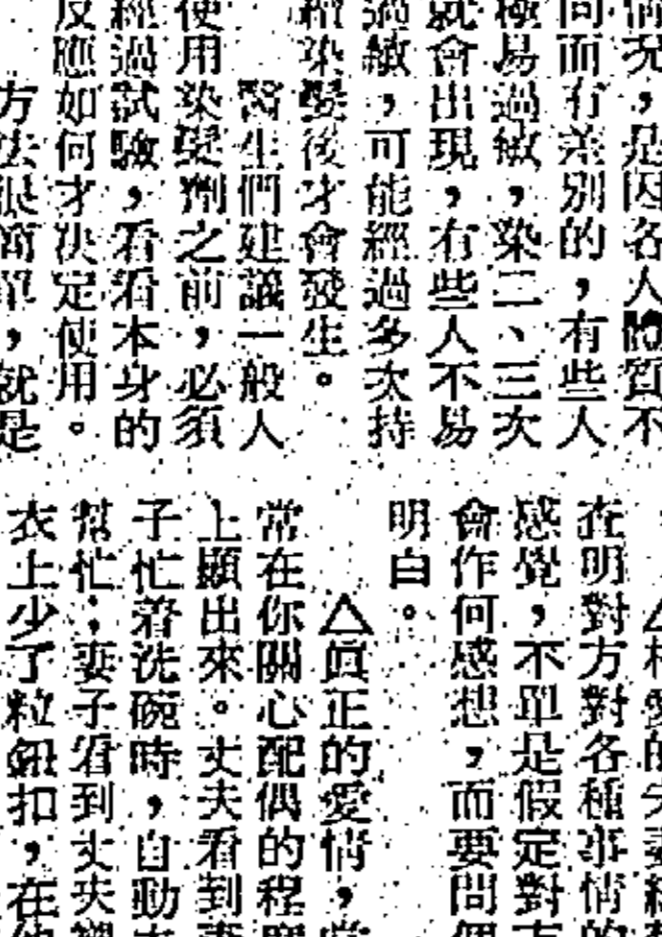 情况，是因各人體質不
同而有差別的，有些人
極易過敏，染二、三次
就會出現，有些人不易
過敏，可能經過多次持
續染髮後才會發生。
醫生們建議一般人
使用染髮劑之前，必須
經過試驗，看看本身的
反應如何才决定使用。
方法很簡單，就是
在明對方對各種事情的
感覺，不單是假定對方
會作何感想，而要問個
明白。
△眞正的愛情，常
常在你關心配偶的程度
上顯出來。丈夫看到妻
子忙着洗碗時，自動
幫忙；妻子看到丈夫襯
衣上少了粒鈕扣，在他